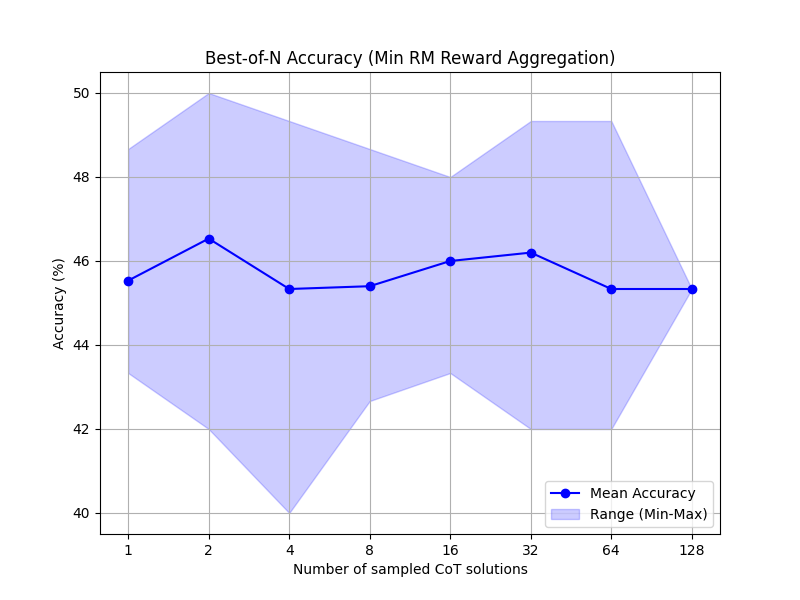 Best-of-N Accuracy (Min RM Reward Aggregation)
Accuracy (%)
50
48
46
44
42
40
Mean Accuracy
Range (Min-Max)
1 2 4 8 16 32 64 128
Number of sampled CoT solutions